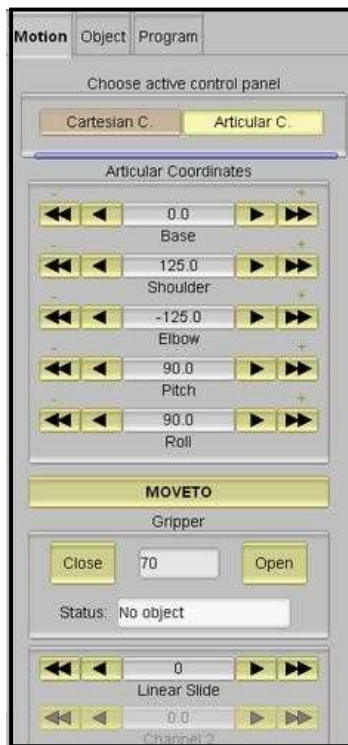 Motion Object Program
Choose active control panel
Cartesian C. Articular C.
Articular Coordinates
- +
0.0
Base
- +
125.0
Shoulder
- +
-125.0
Elbow
- +
90.0
Pitch
- +
90.0
Roll
MOVETO
Gripper
Close 70 Open
Status: No object
0
Linear Slide
0.0
Channel 2